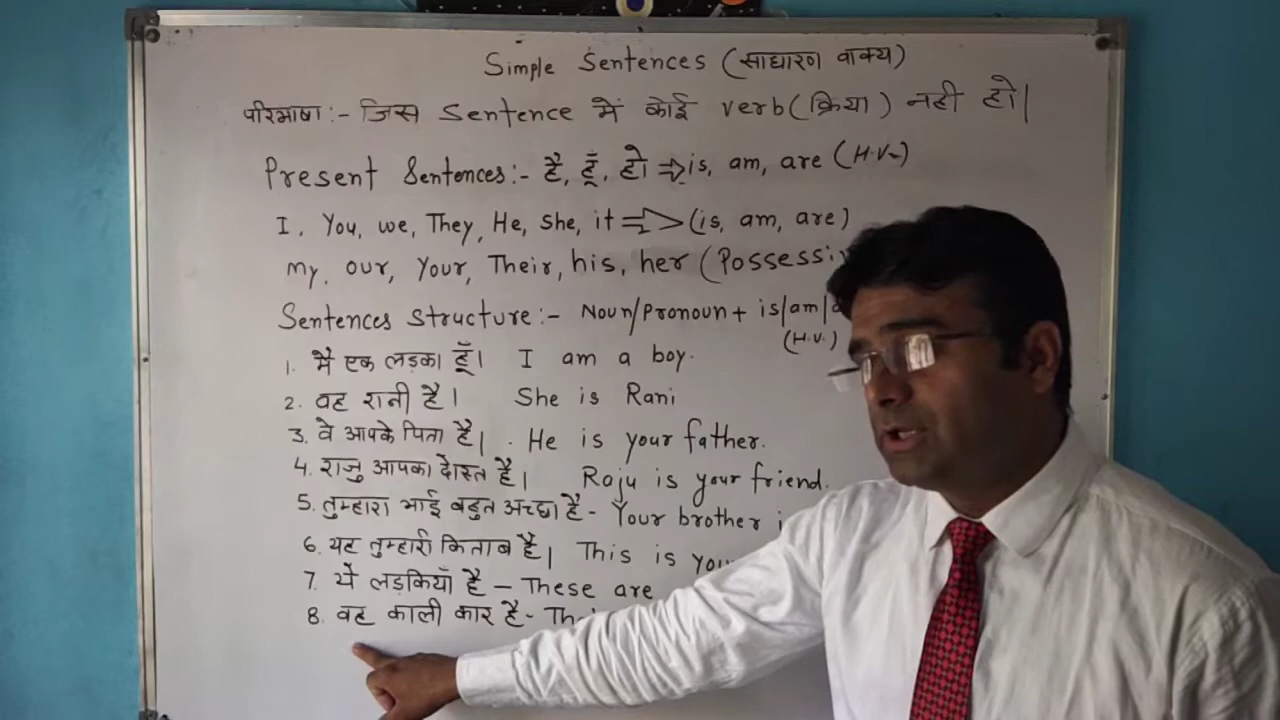 Simple Sentences (साधारण वाक्य)
परिभाषा :- जिस Sentence में कोई verb (क्रिया) नही हो।
Present Sentences :- है, हूँ, हो ⇒ is, am, are (H.V.)
I, You, we, They, He, She, it ⇒ (is, am, are)
My, our, Your, Their, his, her (Possessi
Sentences Structure :- Noun/Pronoun + is/am/
(H.V.)
1. मैं एक लड़का हूँ। I am a boy.
2. वह रानी है। She is Rani
3. वे आपके पिता है। He is your father.
4. राजु आपका दोस्त है। Raju is your friend.
5. तुम्हारा भाई बहुत अच्छा है - Your brother i
6. यह तुम्हारी किताब है। This is you
7. ये लड़कियाँ है - These are
8. वह काली कार है - Th